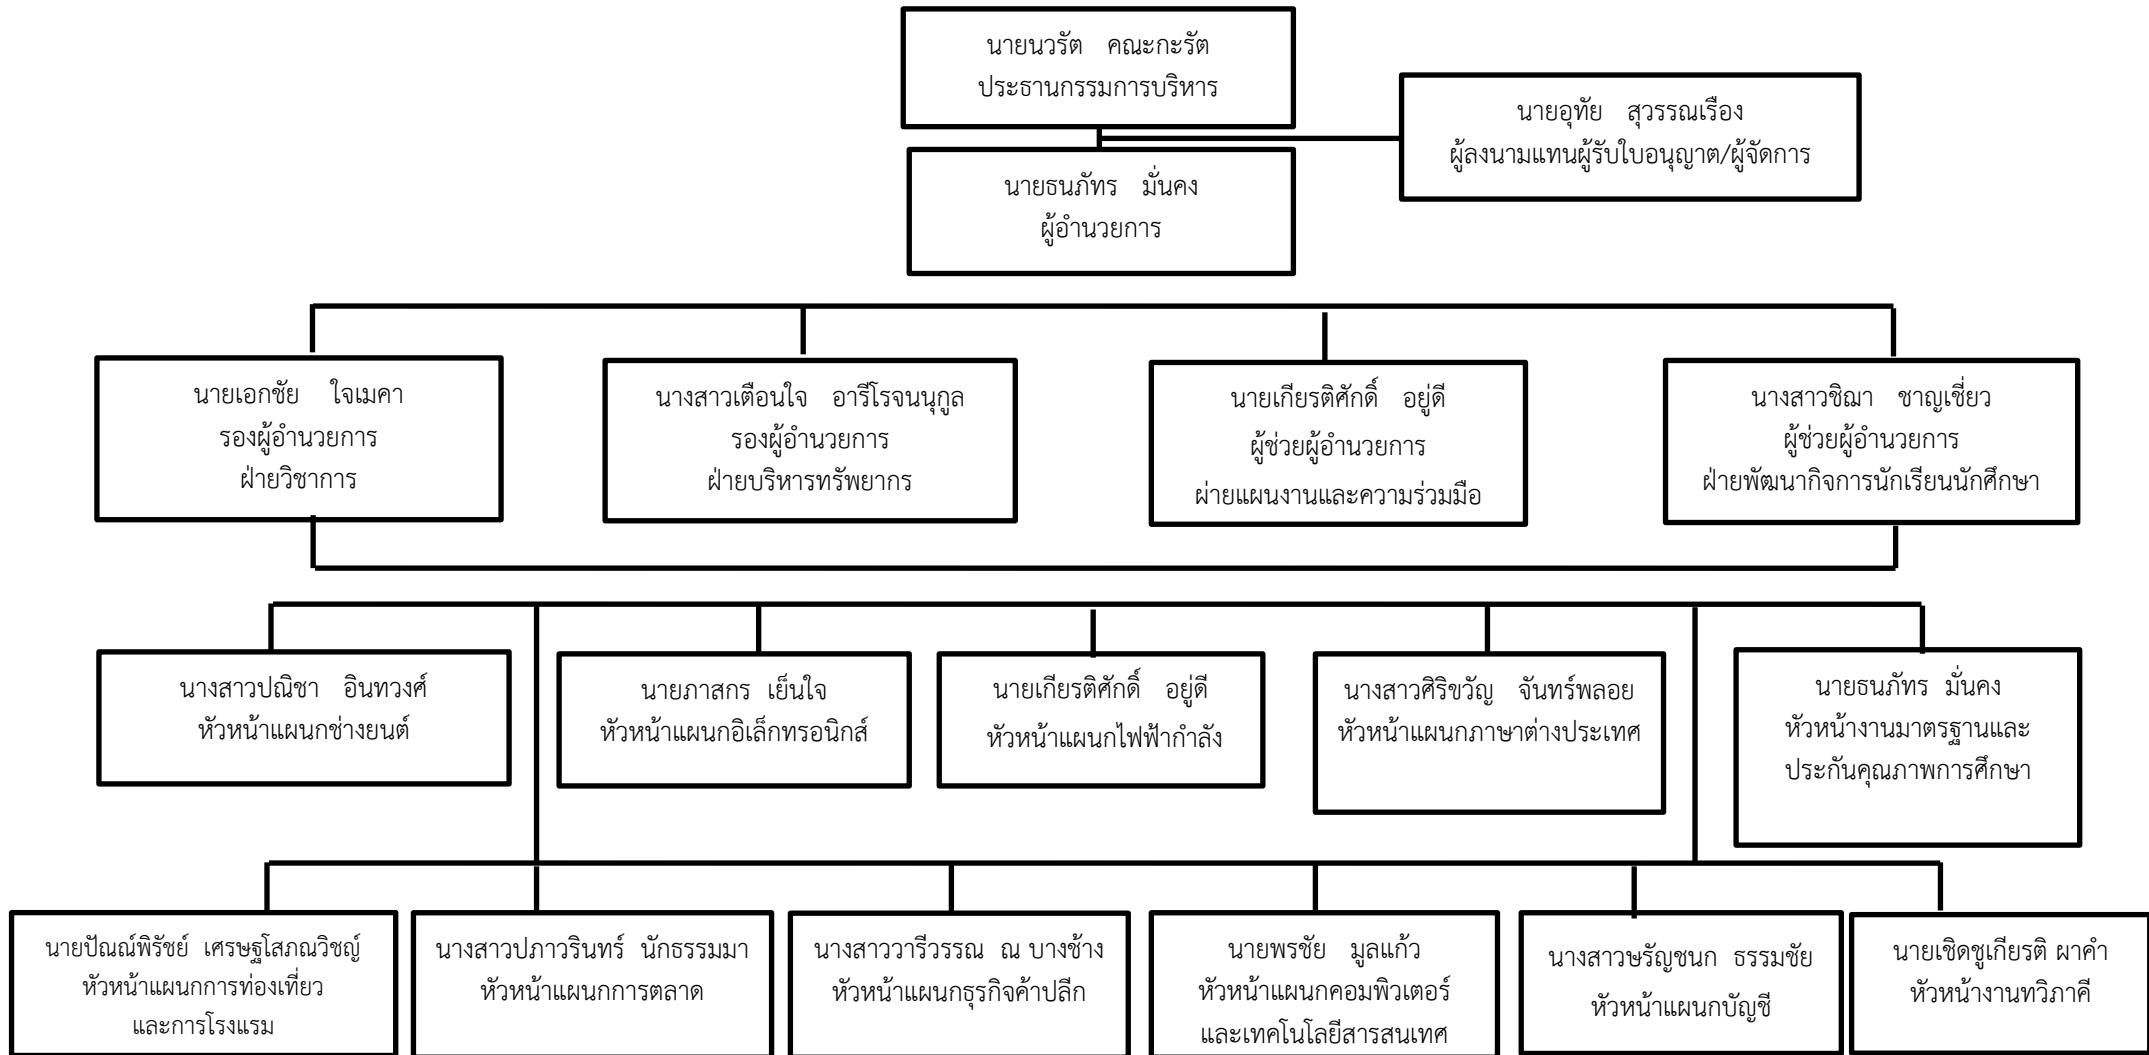 นายนวรัต คณะกะรัต
ประธานกรรมการบริหาร
นายอุทัย สุวรรณเรือง
ผู้ลงนามแทนผู้รับใบอนุญาต/ผู้จัดการ
นายธนภัทร มั่นคง
ผู้อำนวยการ
นายเอกชัย ใจเมคา
รองผู้อำนวยการ
ฝ่ายวิชาการ
นางสาวเตือนใจ อารีโรจนนุกูล
รองผู้อำนวยการ
ฝ่ายบริหารทรัพยากร
นายเกียรติศักดิ์ อยู่ดี
ผู้ช่วยผู้อำนวยการ
ผ่ายแผนงานและความร่วมมือ
นางสาวชิฌา ชาญเชี่ยว
ผู้ช่วยผู้อำนวยการ
ฝ่ายพัฒนากิจการนักเรียนนักศึกษา
นางสาวปณิชา อินทวงศ์
หัวหน้าแผนกช่างยนต์
นายภาสกร เย็นใจ
หัวหน้าแผนกอิเล็กทรอนิกส์
นายเกียรติศักดิ์ อยู่ดี
หัวหน้าแผนกไฟฟ้ากำลัง
นางสาวศิริขวัญ จันทร์พลอย
หัวหน้าแผนกภาษาต่างประเทศ
นายธนภัทร มั่นคง
หัวหน้างานมาตรฐานและ
ประกันคุณภาพการศึกษา
นายปัณณ์พิรัชย์ เศรษฐโสภณวิชญ์
หัวหน้าแผนกการท่องเที่ยว
และการโรงแรม
นางสาวปภาวรินทร์ นักธรรมมา
หัวหน้าแผนกการตลาด
นางสาววารีวรรณ ณ บางช้าง
หัวหน้าแผนกธุรกิจค้าปลีก
นายพรชัย มูลแก้ว
หัวหน้าแผนกคอมพิวเตอร์
และเทคโนโลยีสารสนเทศ
นางสาวษรัญชนก ธรรมชัย
หัวหน้าแผนกบัญชี
นายเชิดชูเกียรติ ผาคำ
หัวหน้างานทวิภาคี